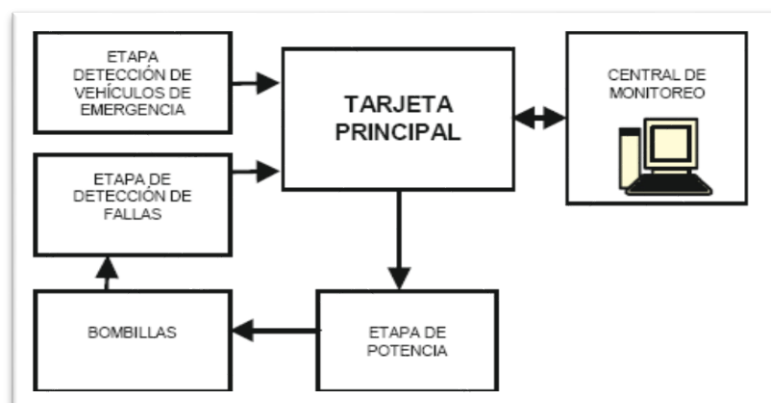 ETAPA
DETECCIÓN DE
VEHÍCULOS DE
EMERGENCIA
TARJETA
PRINCIPAL
CENTRAL DE
MONITOREO
ETAPA DE
DETECCIÓN DE
FALLAS
BOMBILLAS
ETAPA DE
POTENCIA